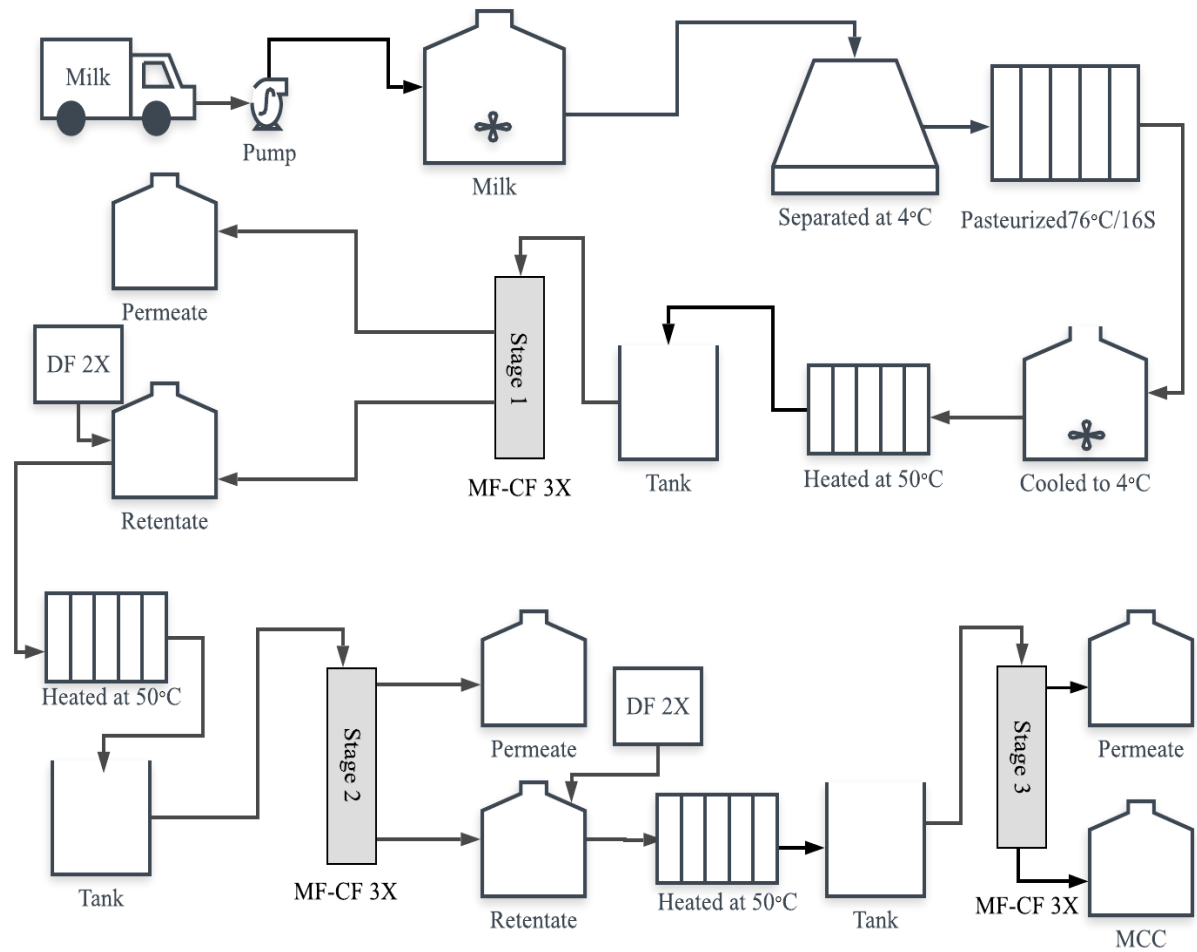 Milk
Pump
Milk
Separated at 4°C
Pasteurized76°C/16S
Permeate
DF 2X
Retentate
Stage 1
MF-CF 3X
Tank
Heated at 50°C
Cooled to 4°C
Heated at 50°C
Tank
Stage 2
MF-CF 3X
Permeate
DF 2X
Retentate
Heated at 50°C
Tank
Stage 3
MF-CF 3X
Permeate
MCC